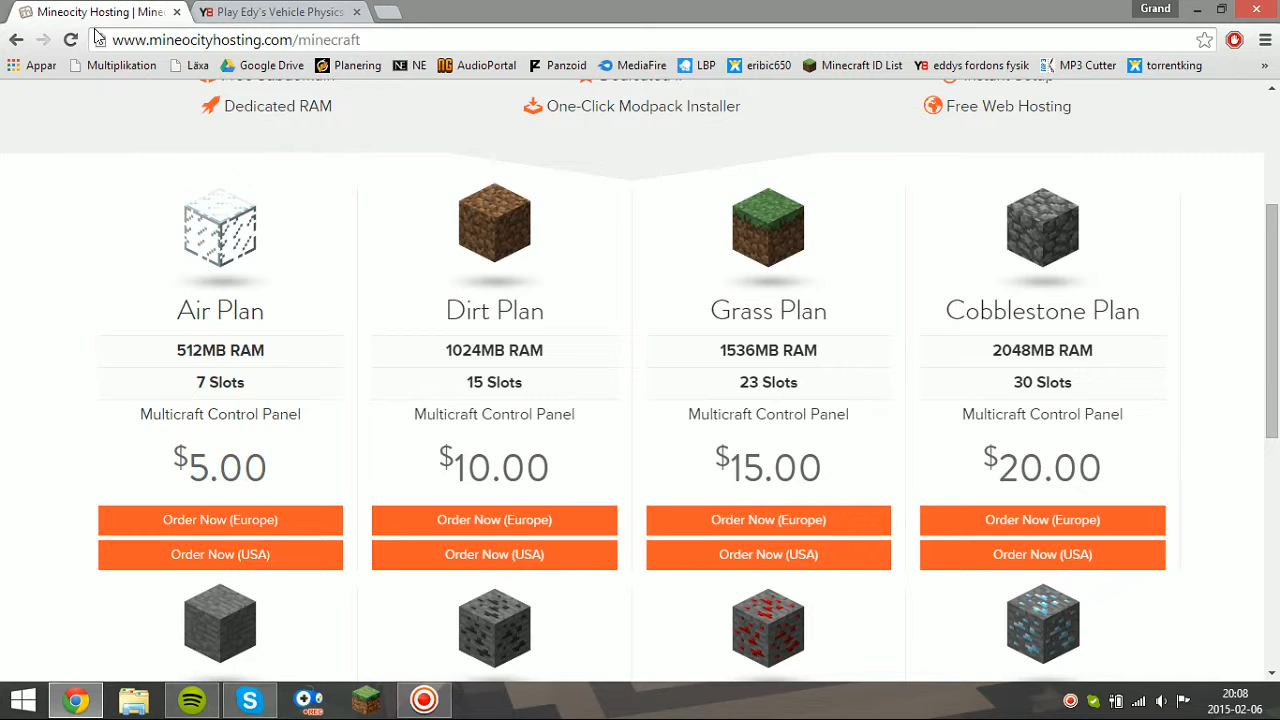 Mineocity Hosting | Mine
Play Edy's Vehicle Physics
Grand
www.mineocityhosting.com/minecraft
Appar
Multiplikation
Läxa
Google Drive
Planering
NE NE
AudioPortal
Panzoid
MediaFire
LBP
eribic650
Minecraft ID List
Y8 eddys fordons fysik
MP3 Cutter
torrentking
»
Dedicated RAM
One-Click Modpack Installer
Free Web Hosting
Air Plan
512MB RAM
7 Slots
Multicraft Control Panel
$5.00
Order Now (Europe)
Order Now (USA)
Dirt Plan
1024MB RAM
15 Slots
Multicraft Control Panel
$10.00
Order Now (Europe)
Order Now (USA)
Grass Plan
1536MB RAM
23 Slots
Multicraft Control Panel
$15.00
Order Now (Europe)
Order Now (USA)
Cobblestone Plan
2048MB RAM
30 Slots
Multicraft Control Panel
$20.00
Order Now (Europe)
Order Now (USA)
REC
20:08
2015-02-06